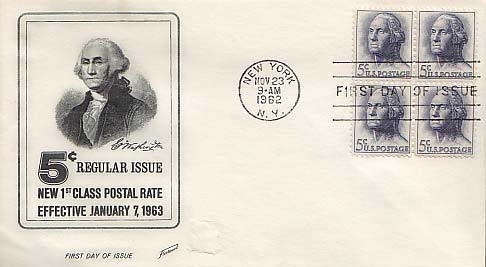 G Washington
5¢ REGULAR ISSUE
NEW 1ST CLASS POSTAL RATE
EFFECTIVE JANUARY 7, 1963
FIRST DAY OF ISSUE
NEW YORK
NOV 23
9-AM
1962
N.Y.
FIRST DAY OF ISSUE
5¢ U.S.POSTAGE
5¢ U.S.POSTAGE
5¢ U.S.POSTAGE
5¢ U.S.POSTAGE